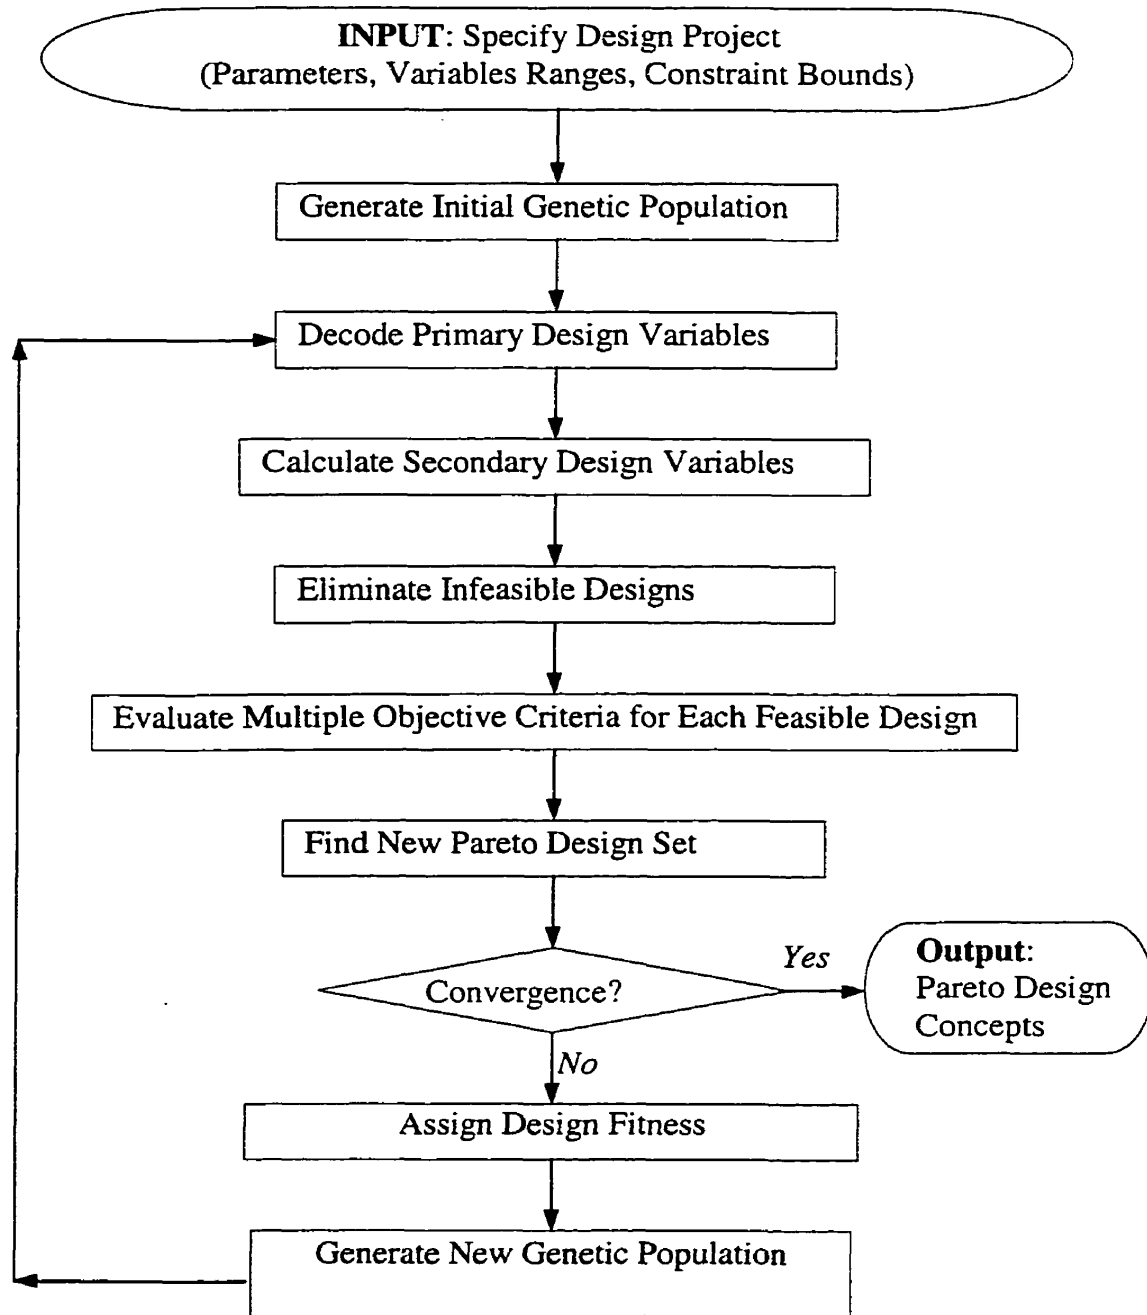 INPUT: Specify Design Project
(Parameters, Variables Ranges, Constraint Bounds)
Generate Initial Genetic Population
Decode Primary Design Variables
Calculate Secondary Design Variables
Eliminate Infeasible Designs
Evaluate Multiple Objective Criteria for Each Feasible Design
Find New Pareto Design Set
Convergence?
Yes
Output:
Pareto Design
Concepts
No
Assign Design Fitness
Generate New Genetic Population